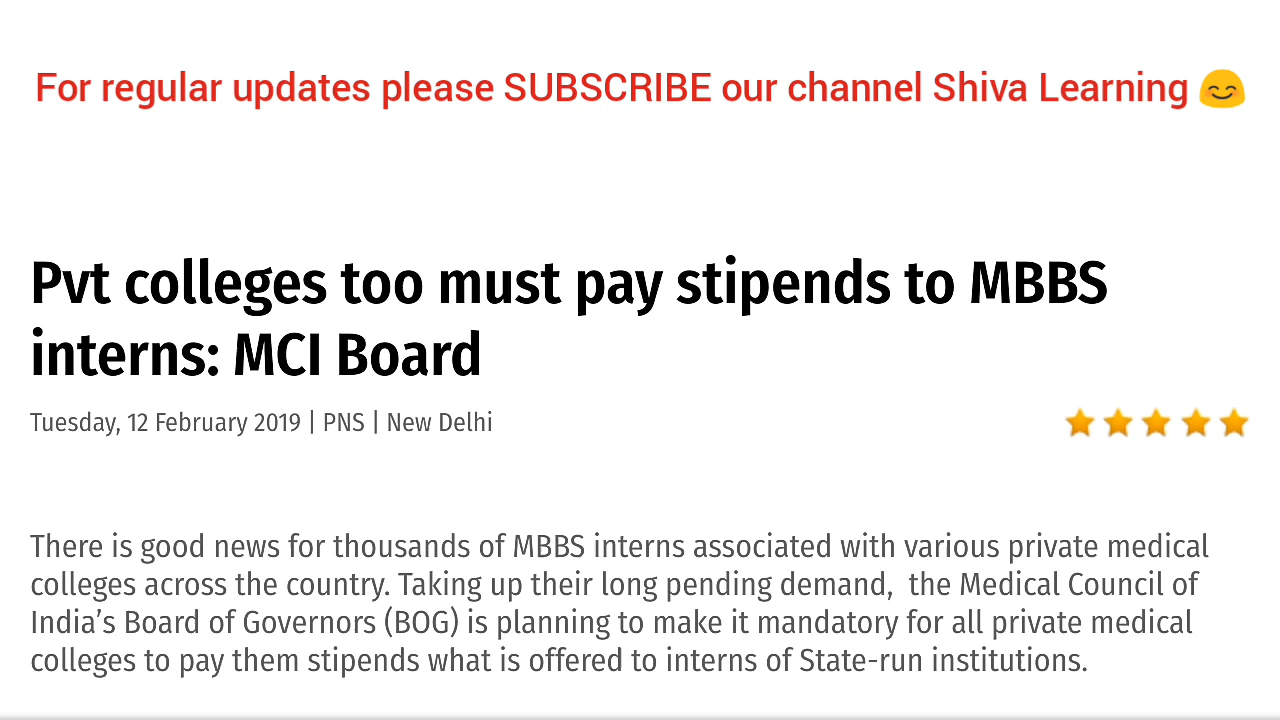 For regular updates please SUBSCRIBE our channel Shiva Learning 😊
Pvt colleges too must pay stipends to MBBS
interns: MCI Board
Tuesday, 12 February 2019 | PNS | New Delhi
There is good news for thousands of MBBS interns associated with various private medical
colleges across the country. Taking up their long pending demand,  the Medical Council of
India’s Board of Governors (BOG) is planning to make it mandatory for all private medical
colleges to pay them stipends what is offered to interns of State-run institutions.